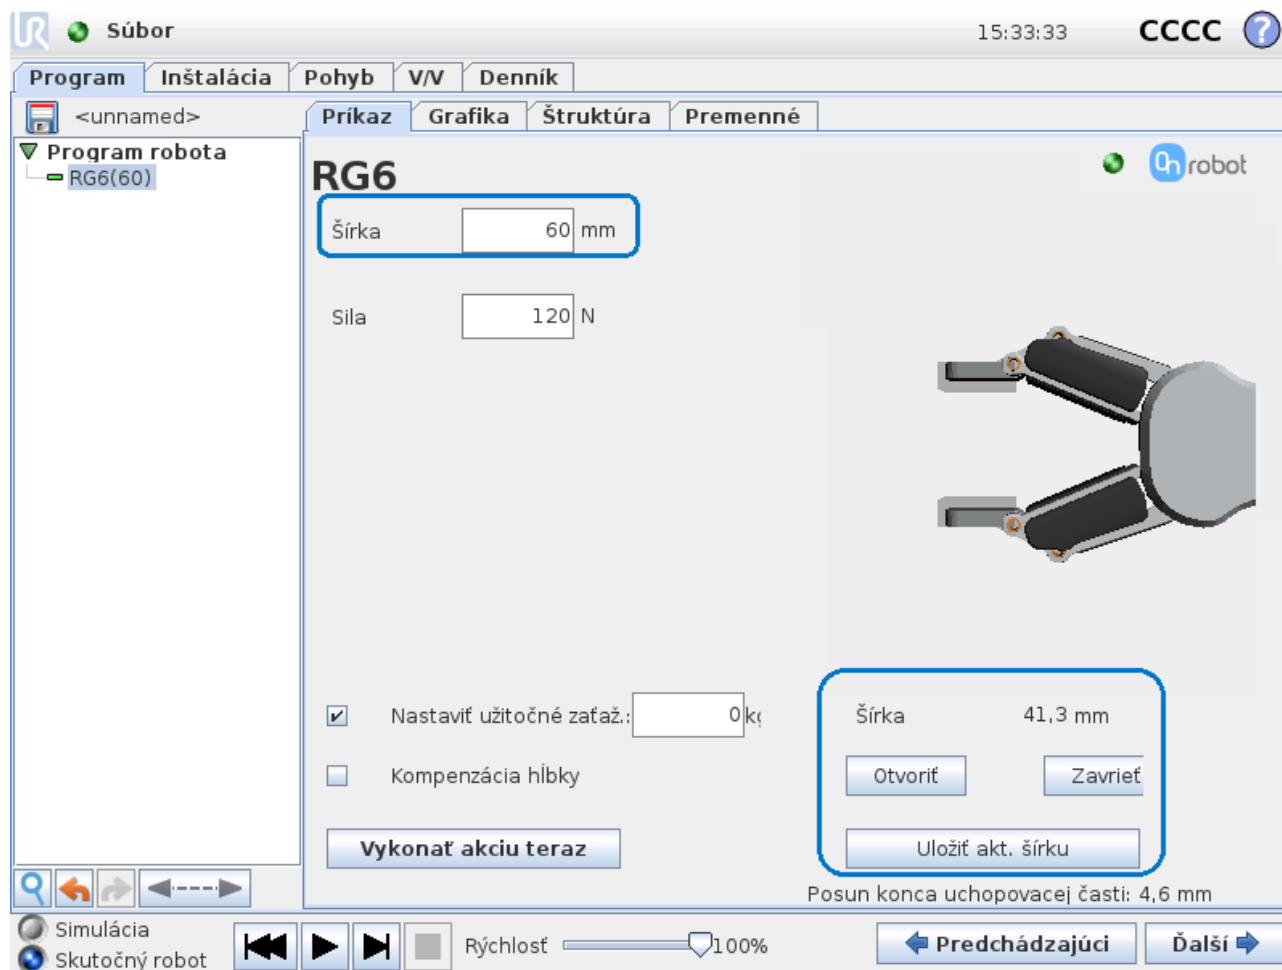 Súbor 15:33:33 CCCC ?
Program Inštalácia Pohyb V/V Denník
<unnamed> Príkaz Grafika Štruktúra Premenné
Program robota
RG6(60)
RG6
On robot
Šírka 60 mm
Sila 120 N
Nastaviť užitočné zaťaž.: 0 kg
Šírka 41,3 mm
Kompenzácia hĺbky
Otvoriť Zavrieť
Vykonať akciu teraz
Uložiť akt. šírku
Posun konca uchopovacej časti: 4,6 mm
Simulácia
Skutočný robot
Rýchlosť 100%
Predchádzajúci Ďalší